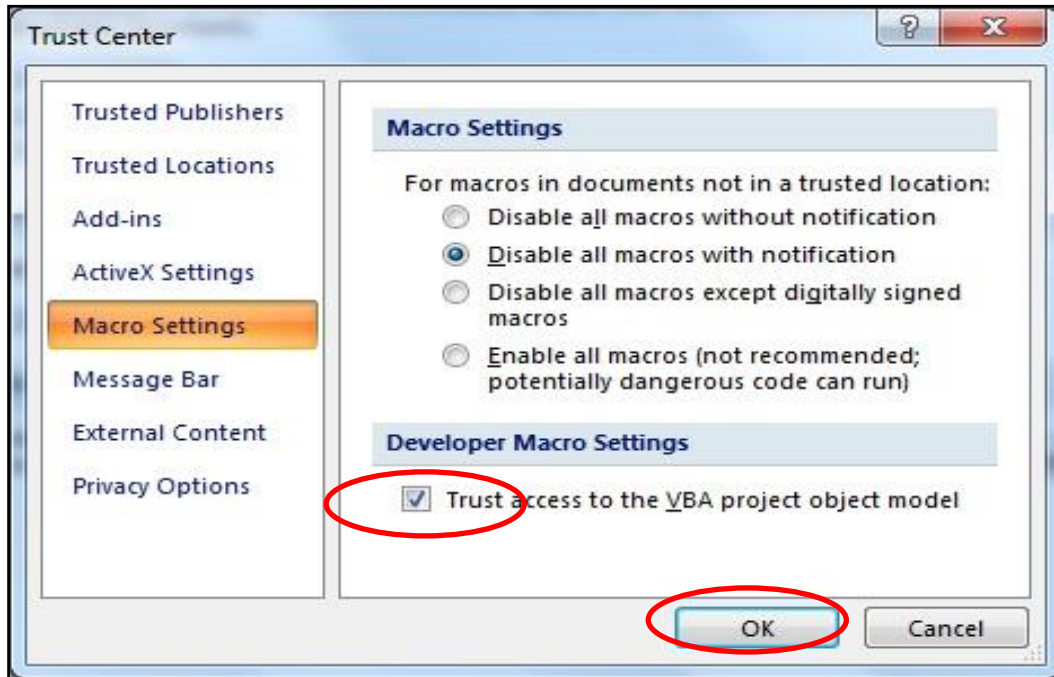 Trust Center
?
X
Trusted Publishers
Trusted Locations
Add-ins
ActiveX Settings
Macro Settings
Message Bar
External Content
Privacy Options
Macro Settings
For macros in documents not in a trusted location:
Disable all macros without notification
Disable all macros with notification
Disable all macros except digitally signed
macros
Enable all macros (not recommended;
potentially dangerous code can run)
Developer Macro Settings
Trust access to the VBA project object model
OK
Cancel